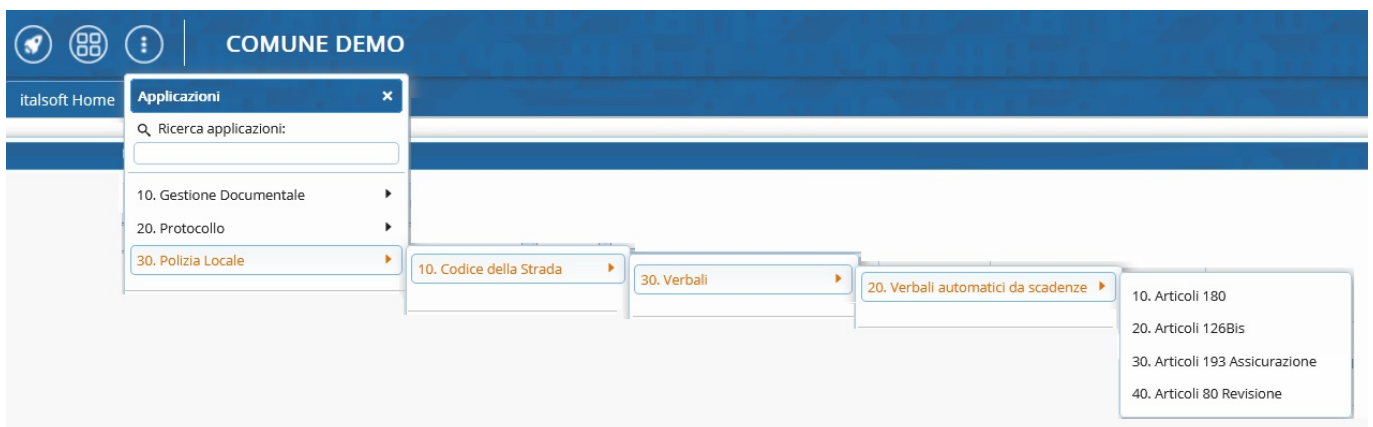 COMUNE DEMO
italsoft Home
Applicazioni
Ricerca applicazioni:
10. Gestione Documentale
20. Protocollo
30. Polizia Locale
10. Codice della Strada
30. Verbali
20. Verbali automatici da scadenze
10. Articoli 180
20. Articoli 126Bis
30. Articoli 193 Assicurazione
40. Articoli 80 Revisione